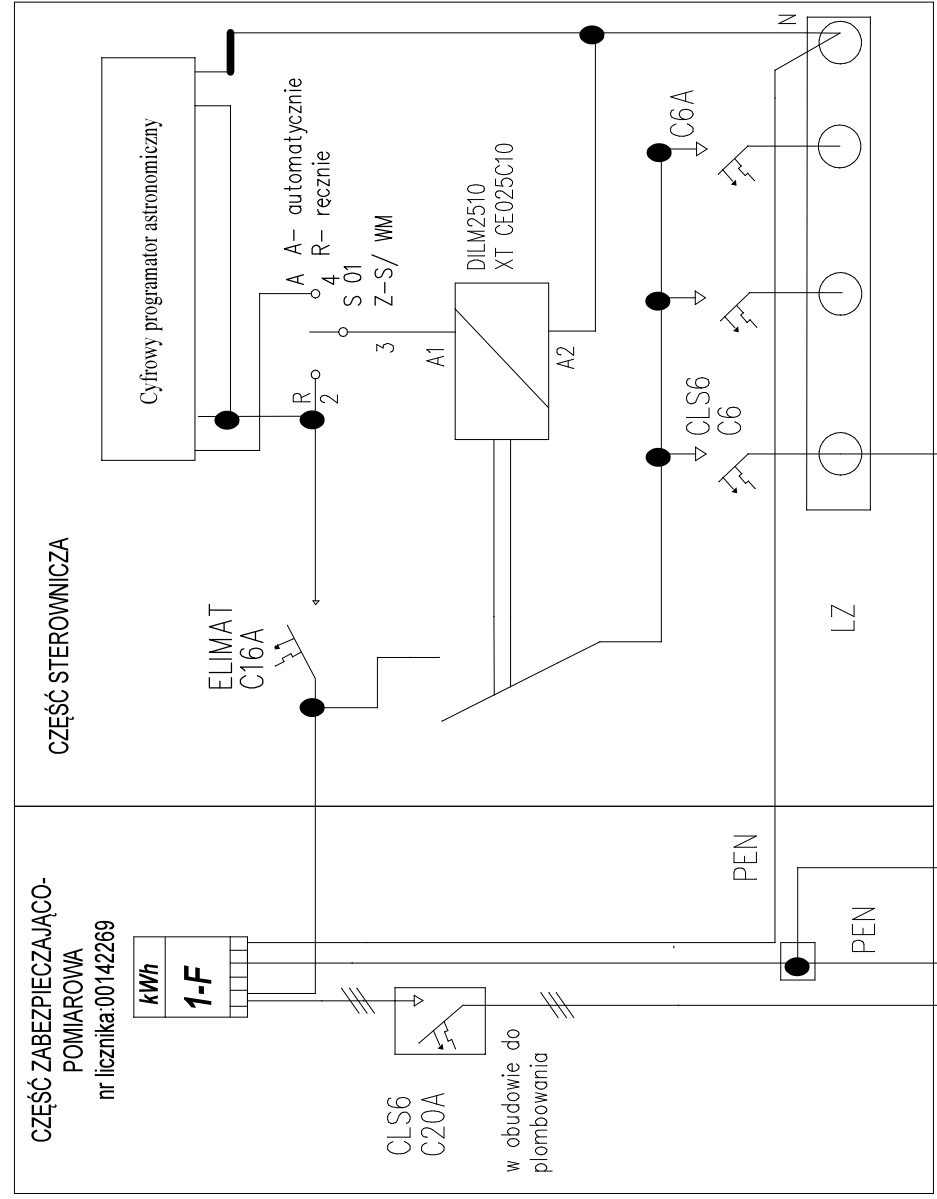 CZĘŚĆ ZABEZPIECZAJĄCO-
POMIAROWA
nr licznika:00142269
kWh
1-F
CLS6
C20A
w obudowie do
plombowania
PEN
PEN
CZĘŚĆ STEROWNICZA
ELIMAT
C16A
Cyfrowy programator astronomiczny
R
2
A
4
S 01
Z-S/ WM
3
A- automatycznie
R- ręcznie
A1
A2
DILM2510
XT CE025C10
CLS6
C6
C6A
LZ
N